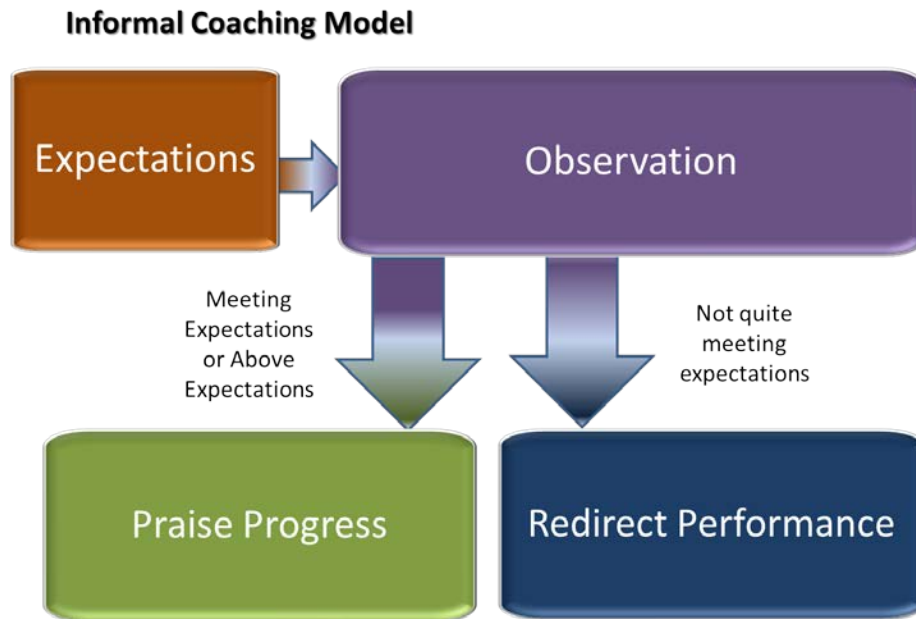 Informal Coaching Model
Expectations
Observation
Meeting
Expectations
or Above
Expectations
Not quite
meeting
expectations
Praise Progress
Redirect Performance